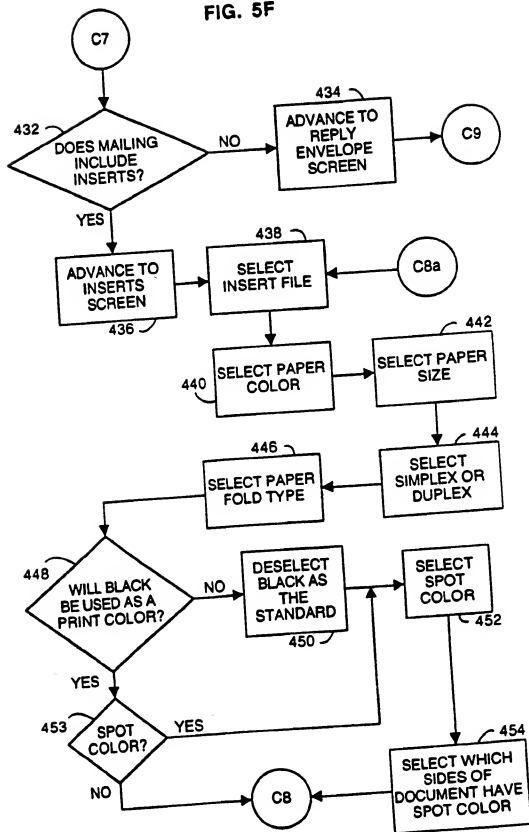 FIG. 5F
C7
432
DOES MAILING
INCLUDE
INSERTS?
NO
434
ADVANCE TO
REPLY
ENVELOPE
SCREEN
C9
YES
ADVANCE TO
INSERTS
SCREEN
436
438
SELECT
INSERT FILE
C8a
440
SELECT PAPER
COLOR
442
SELECT PAPER
SIZE
444
SELECT
SIMPLEX OR
DUPLEX
446
SELECT PAPER
FOLD TYPE
448
WILL BLACK
BE USED AS A
PRINT COLOR?
NO
DESELECT
BLACK AS
THE
STANDARD
450
SELECT
SPOT
COLOR
452
YES
453
SPOT
COLOR?
YES
NO
C8
454
SELECT WHICH
SIDES OF
DOCUMENT HAVE
SPOT COLOR